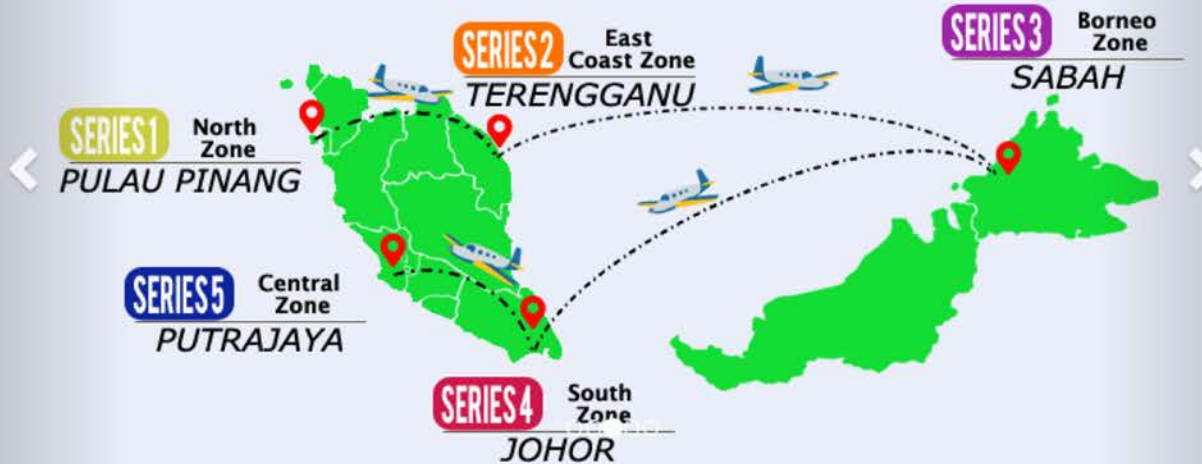 SERIES 1
North
Zone
PULAU PINANG
SERIES 2
East
Coast Zone
TERENGGANU
SERIES 3
Borneo
Zone
SABAH
SERIES 4
South
Zone
JOHOR
SERIES 5
Central
Zone
PUTRAJAYA